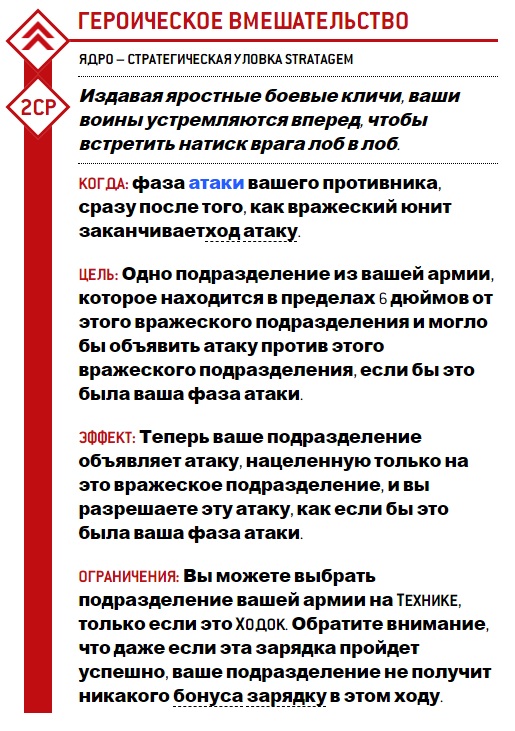 ГЕРОИЧЕСКОЕ ВМЕШАТЕЛЬСТВО
ЯДРО – СТРАТЕГИЧЕСКАЯ УЛОВКА STRATAGEM
2CP
Издавая яростные боевые кличи, ваши
воины устремляются вперед, чтобы
встретить натиск врага лоб в лоб.
КОГДА: фаза атаки вашего противника,
сразу после того, как вражеский юнит
заканчиваетход атаку.
ЦЕЛЬ: Одно подразделение из вашей армии,
которое находится в пределах 6 дюймов от
этого вражеского подразделения и могло
бы объявить атаку против этого
вражеского подразделения, если бы это
была ваша фаза атаки.
ЭФФЕКТ: Теперь ваше подразделение
объявляет атаку, нацеленную только на
это вражеское подразделение, и вы
разрешаете эту атаку, как если бы это
была ваша фаза атаки.
ОГРАНИЧЕНИЯ: Вы можете выбрать
подразделение вашей армии на ТЕХНИКЕ,
только если это ХОДОК. Обратите внимание,
что даже если эта зарядка пройдет
успешно, ваше подразделение не получит
никакого бонуса зарядку в этом ходу.